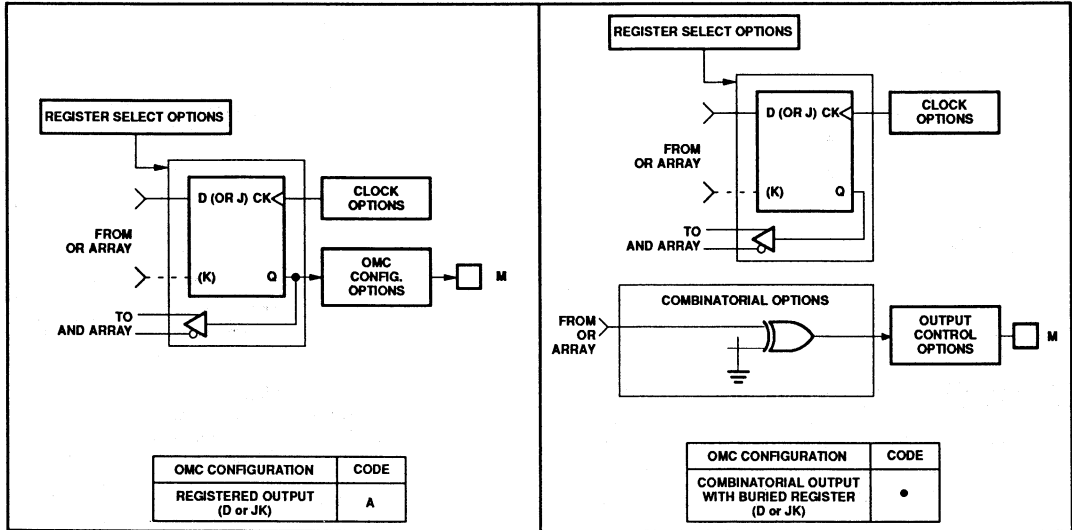 REGISTER SELECT OPTIONS
D (OR J) CK
CLOCK
OPTIONS
FROM
OR ARRAY
(K)
Q
OMC
CONFIG.
OPTIONS
M
TO
AND ARRAY
OMC CONFIGURATION CODE
REGISTERED OUTPUT
(D or JK)
A
REGISTER SELECT OPTIONS
D (OR J) CK
CLOCK
OPTIONS
FROM
OR ARRAY
(K)
Q
TO
AND ARRAY
COMBINATORIAL OPTIONS
FROM
OR
ARRAY
OUTPUT
CONTROL
OPTIONS
M
OMC CONFIGURATION CODE
COMBINATORIAL OUTPUT
WITH BURIED REGISTER
(D or JK)
•